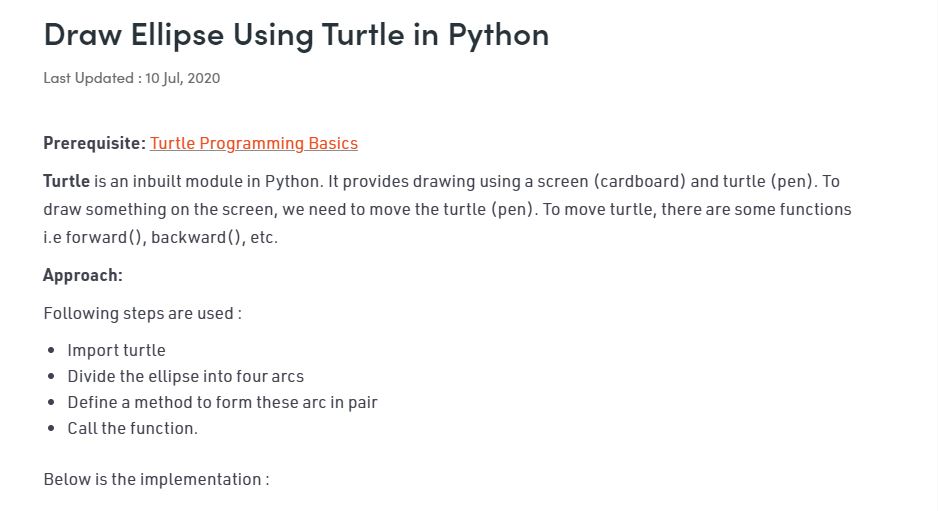 Draw Ellipse Using Turtle in Python
Last Updated : 10 Jul, 2020
Prerequisite: Turtle Programming Basics
Turtle is an inbuilt module in Python. It provides drawing using a screen (cardboard) and turtle (pen). To
draw something on the screen, we need to move the turtle (pen). To move turtle, there are some functions
i.e forward(), backward(), etc.
Approach:
Following steps are used :
• Import turtle
• Divide the ellipse into four arcs
• Define a method to form these arc in pair
• Call the function.
Below is the implementation :